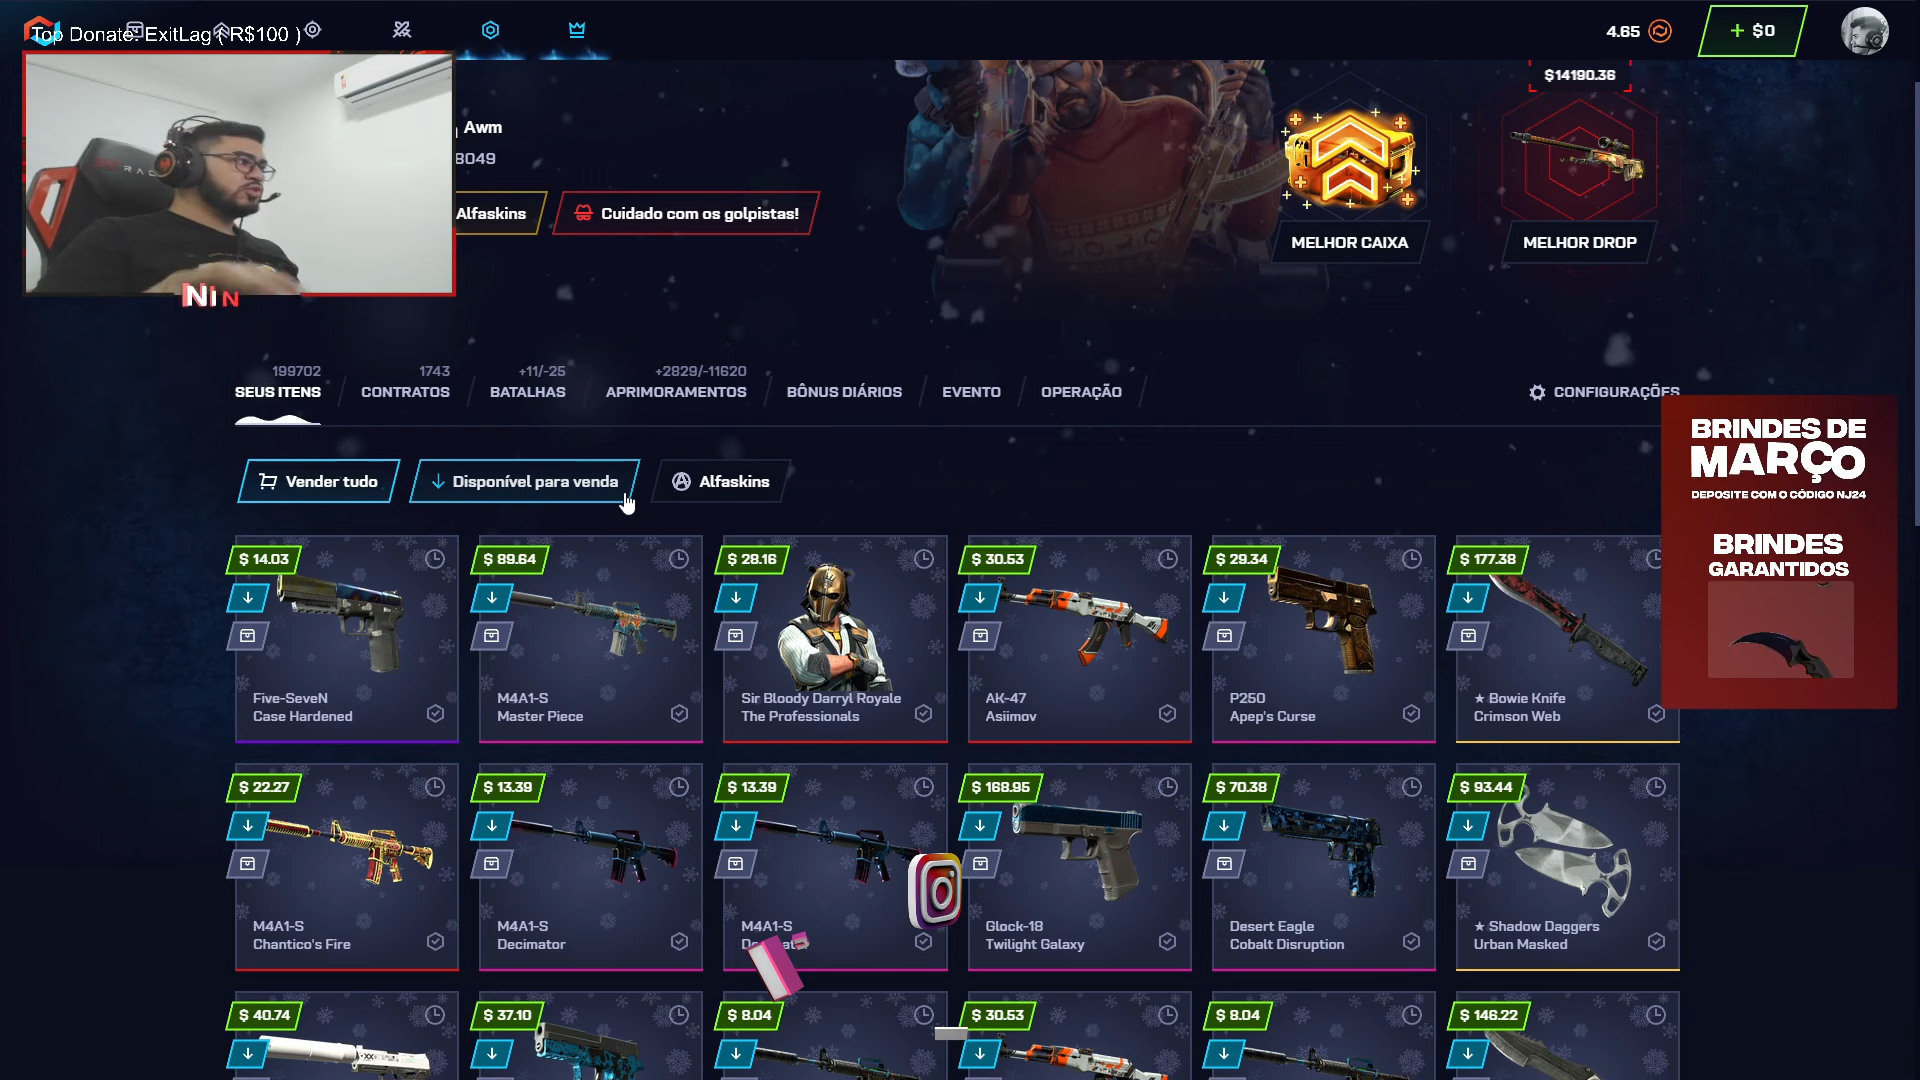 Top Donate: ExitLag ( R$100 )
4.65
+ $0
$14190.36
Awm
8049
Alfaskins
Cuidado com os golpistas!
MELHOR CAIXA
MELHOR DROP
NIN
199702
SEUS ITENS
1743
CONTRATOS
+11/-25
BATALHAS
+2829/-11620
APRIMORAMENTOS
BÔNUS DIÁRIOS
EVENTO
OPERAÇÃO
CONFIGURAÇÕES
BRINDES DE
MARÇO
DEPOSITE COM O CÓDIGO NJ24
BRINDES
GARANTIDOS
Vender tudo
Disponível para venda
Alfaskins
$ 14.03
Five-SeveN
Case Hardened
$ 89.64
M4A1-S
Master Piece
$ 28.16
Sir Bloody Darryl Royale
The Professionals
$ 30.53
AK-47
Asiimov
$ 29.34
P250
Apep's Curse
$ 177.38
★ Bowie Knife
Crimson Web
$ 22.27
M4A1-S
Chantico's Fire
$ 13.39
M4A1-S
Decimator
$ 13.39
M4A1-S
$ 168.95
Glock-18
Twilight Galaxy
$ 70.38
Desert Eagle
Cobalt Disruption
$ 93.44
★ Shadow Daggers
Urban Masked
$ 40.74
$ 37.10
$ 8.04
$ 30.53
$ 8.04
$ 146.22